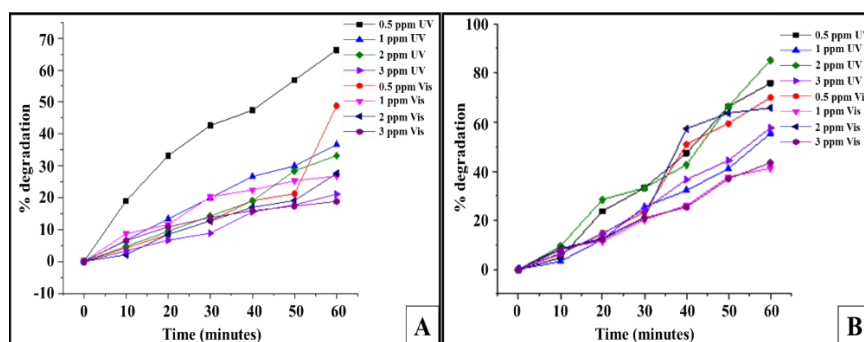 70
60
50
40
30
20
10
0
-10
% degradation
0 10 20 30 40 50 60
Time (minutes)
0.5 ppm UV
1 ppm UV
2 ppm UV
3 ppm UV
0.5 ppm Vis
1 ppm Vis
2 ppm Vis
3 ppm Vis
A
100
80
60
40
20
0
% degradation
0 10 20 30 40 50 60
Time (minutes)
0.5 ppm UV
1 ppm UV
2 ppm UV
3 ppm UV
0.5 ppm Vis
1 ppm Vis
2 ppm Vis
3 ppm Vis
B